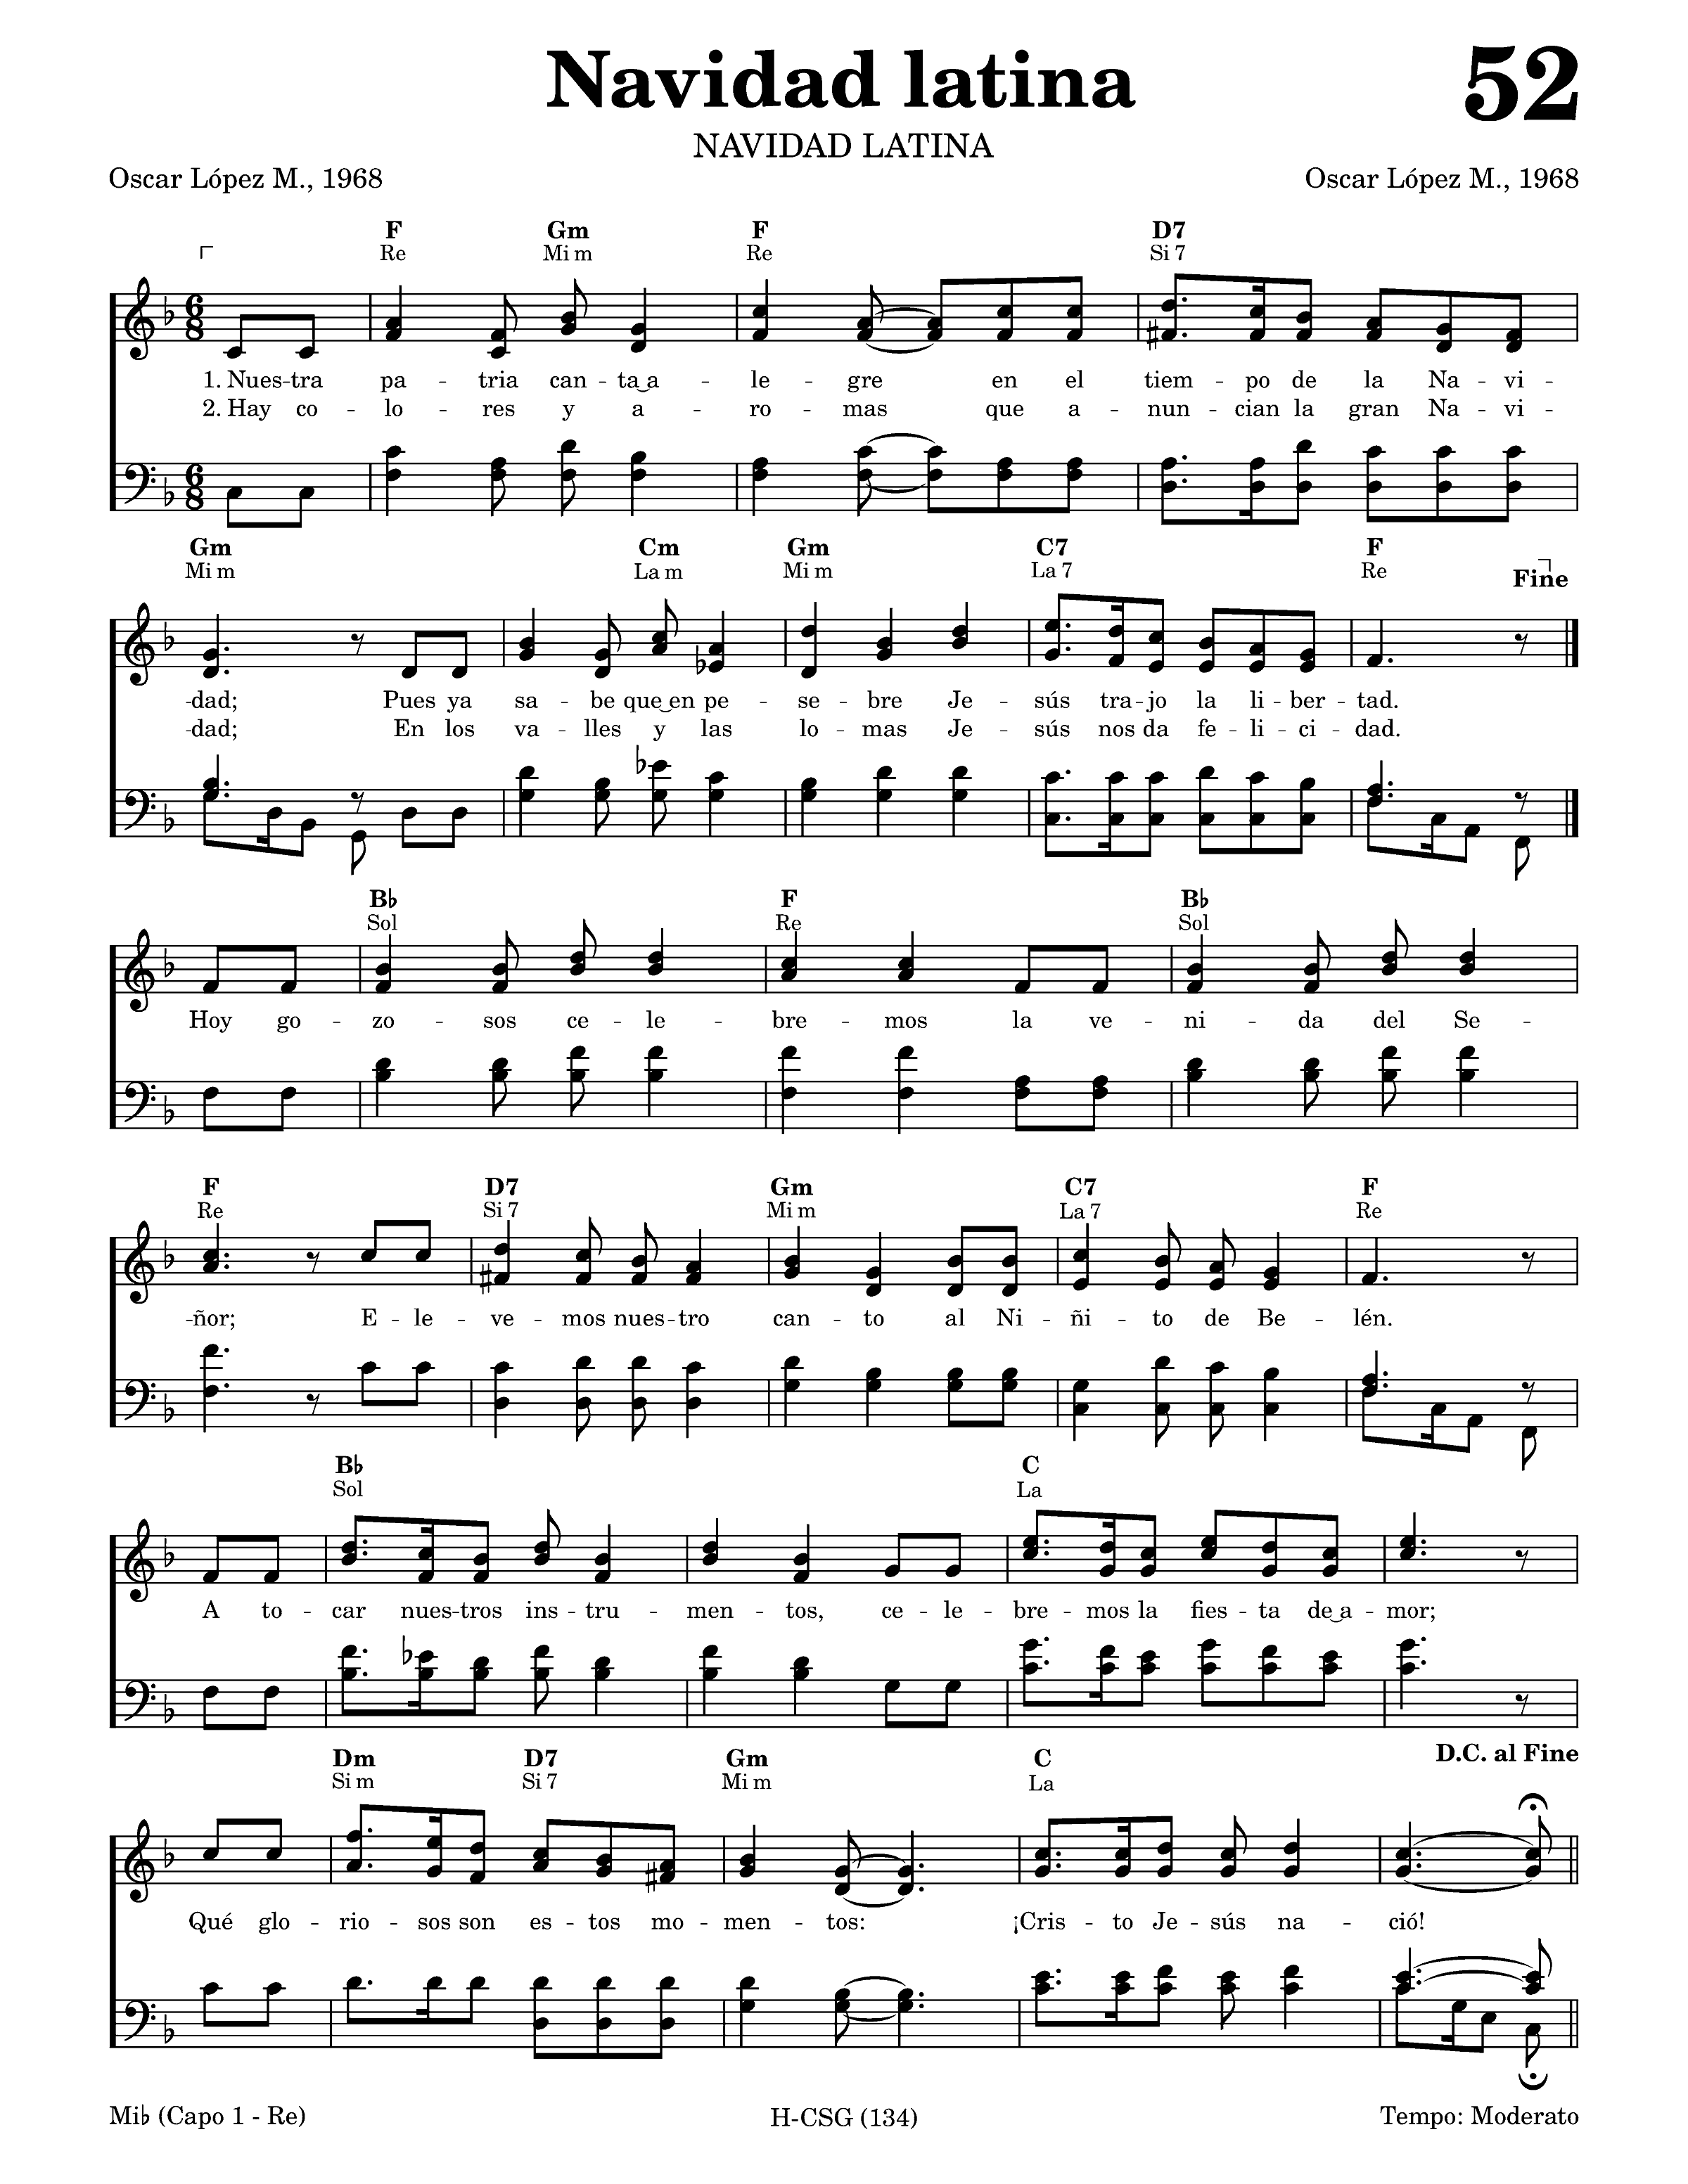 Navidad latina
52
NAVIDAD LATINA
Oscar López M., 1968 Oscar López M., 1968
F Gm F D7
Re Mi m Re Si 7
6 8
1. Nues -- tra pa -- tria can -- ta‿a -- le -- gre en el tiem -- po de la Na -- vi --
2. Hay co -- lo -- res y a -- ro -- mas que a -- nun -- cian la gran Na -- vi --
6 8
Gm Cm Gm C7 F
Mi m La m Mi m La 7 Re
Fine
-dad; Pues ya sa -- be que‿en pe -- se -- bre Je -- sús tra -- jo la li -- ber -- tad.
-dad; En los va -- lles y las lo -- mas Je -- sús nos da fe -- li -- ci -- dad.
B♭ F B♭
Sol Re Sol
Hoy go -- zo -- sos ce -- le -- bre -- mos la ve -- ni -- da del Se --
F D7 Gm C7 F
Re Si 7 Mi m La 7 Re
-ñor; E -- le -- ve -- mos nues -- tro can -- to al Ni -- ñi -- to de Be -- lén.
B♭ C
Sol La
A to -- car nues -- tros ins -- tru -- men -- tos, ce -- le -- bre -- mos la fies -- ta de‿a -- mor;
D.C. al Fine
Dm D7 Gm C
Si m Si 7 Mi m La
Qué glo -- rio -- sos son es -- tos mo -- men -- tos: ¡Cris -- to Je -- sús na -- ció!
Mi♭ (Capo 1 - Re) H-CSG (134) Tempo: Moderato